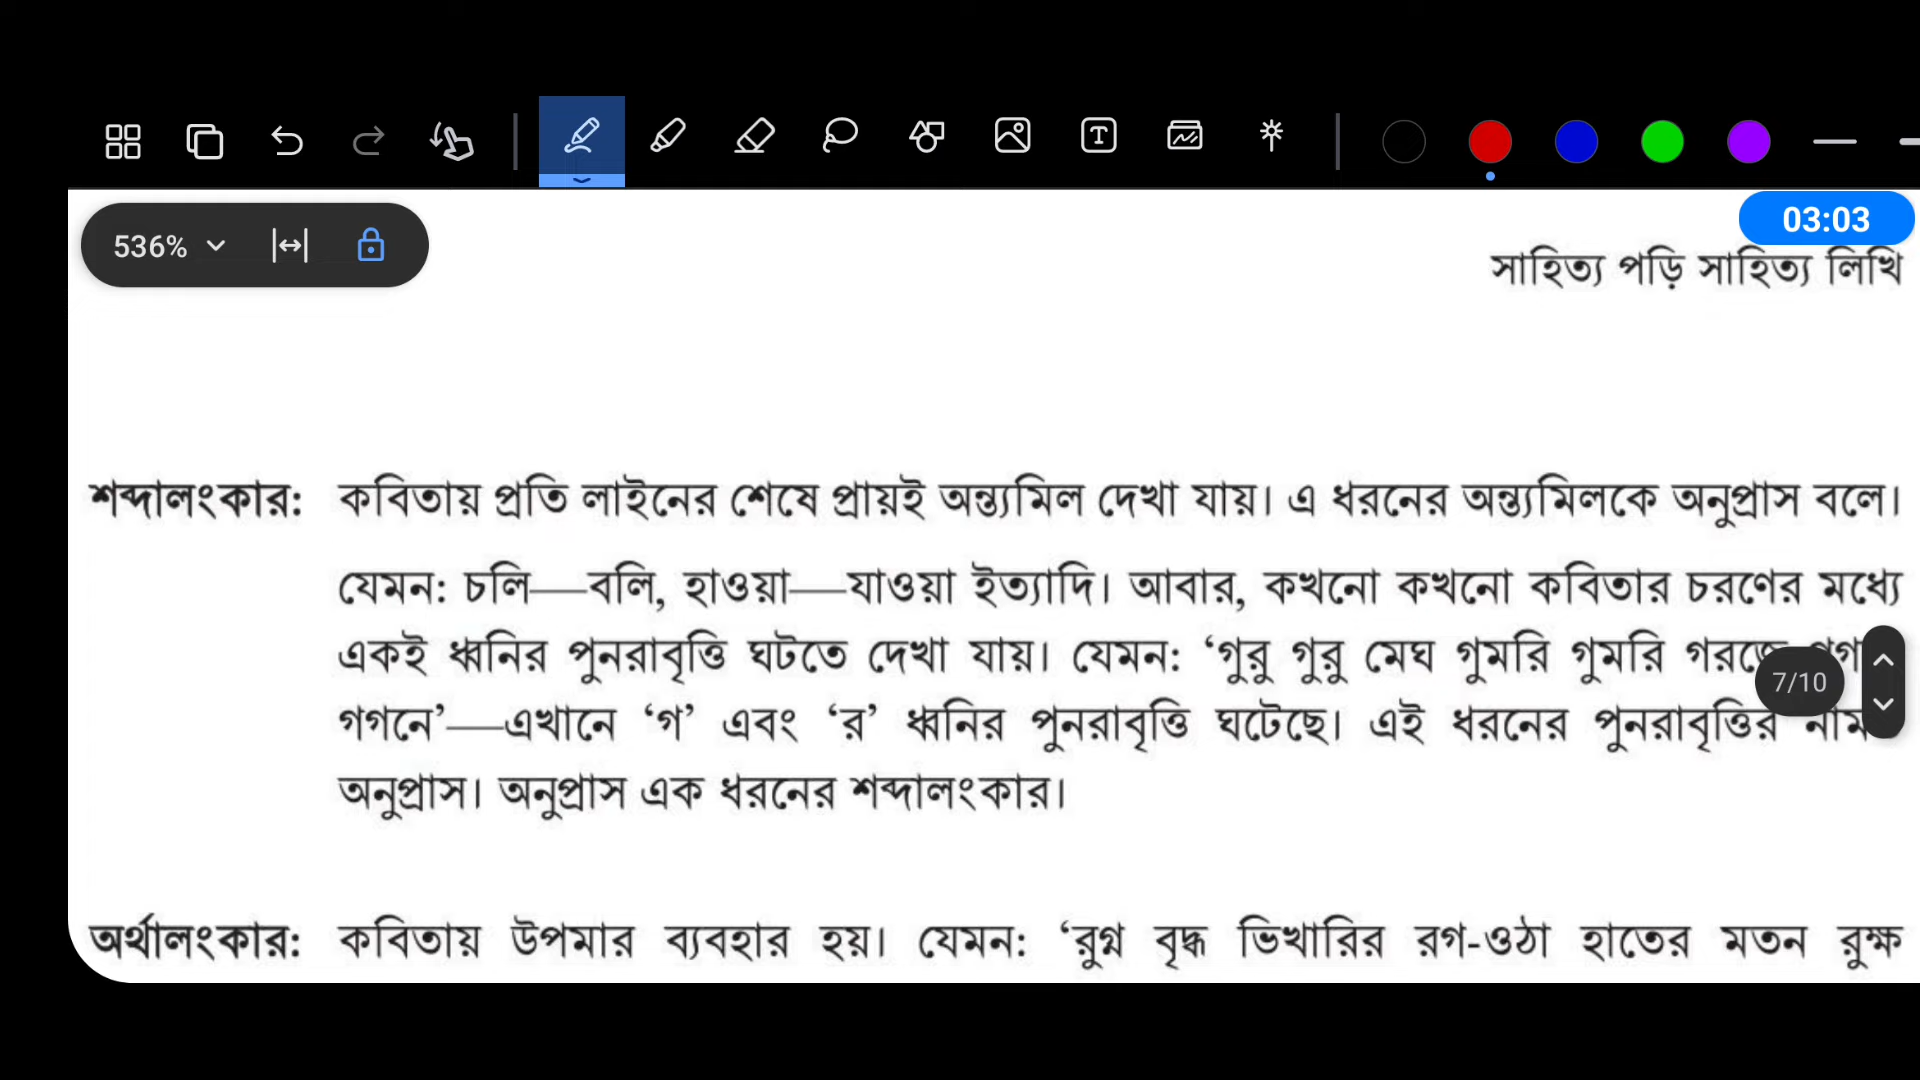 536%
03:03
সাহিত্য পড়ি সাহিত্য লিখি
শব্দালংকার: কবিতায় প্রতি লাইনের শেষে প্রায়ই অন্ত্যমিল দেখা যায়। এ ধরনের অন্ত্যমিলকে অনুপ্রাস বলে।
যেমন: চলি—বলি, হাওয়া—যাওয়া ইত্যাদি। আবার, কখনো কখনো কবিতার চরণের মধ্যে
একই ধ্বনির পুনরাবৃত্তি ঘটতে দেখা যায়। যেমন: ‘গুরু গুরু মেঘ গুমরি গুমরি গরজে
7/10
গগনে’—এখানে ‘গ’ এবং ‘র’ ধ্বনির পুনরাবৃত্তি ঘটেছে। এই ধরনের পুনরাবৃত্তির নাম
অনুপ্রাস। অনুপ্রাস এক ধরনের শব্দালংকার।
অর্থালংকার: কবিতায় উপমার ব্যবহার হয়। যেমন: ‘রুগ্ন বৃদ্ধ ভিখারির রগ-ওঠা হাতের মতন রুক্ষ